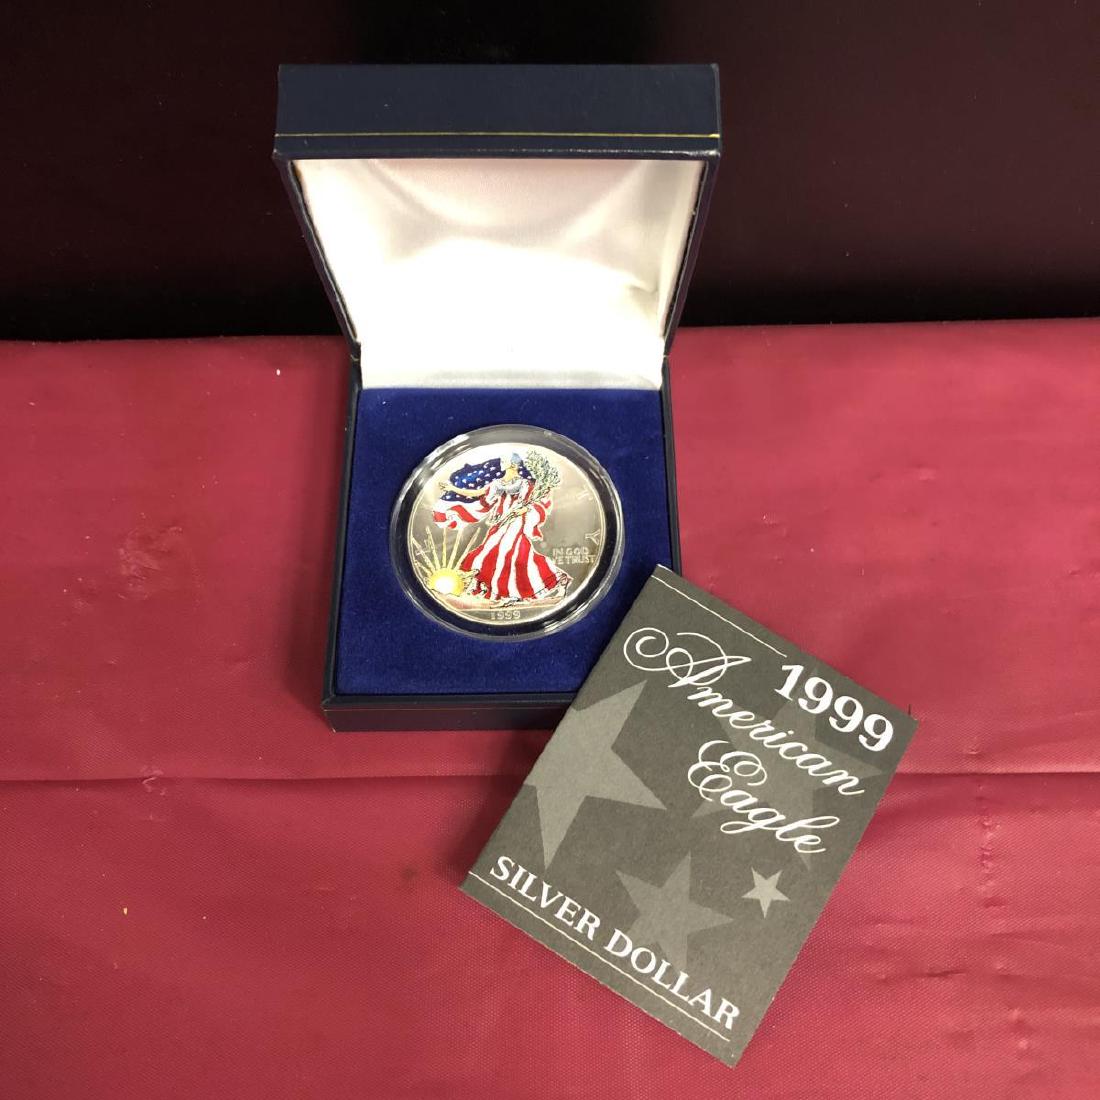 IN GOD
WE TRUST
1999
1999
American
Eagle
SILVER DOLLAR